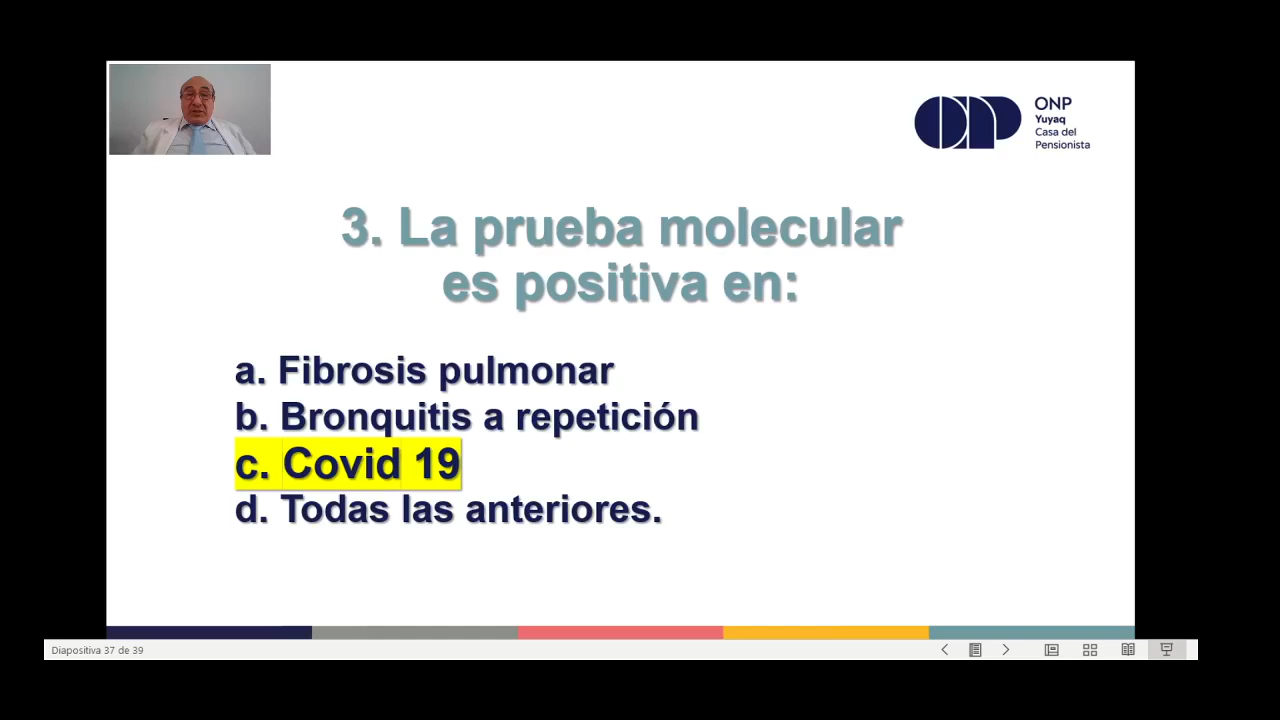 ONP
Yuyaq
Casa del
Pensionista
3. La prueba molecular
es positiva en:
a. Fibrosis pulmonar
b. Bronquitis a repetición
c. Covid 19
d. Todas las anteriores.
Diapositiva 37 de 39